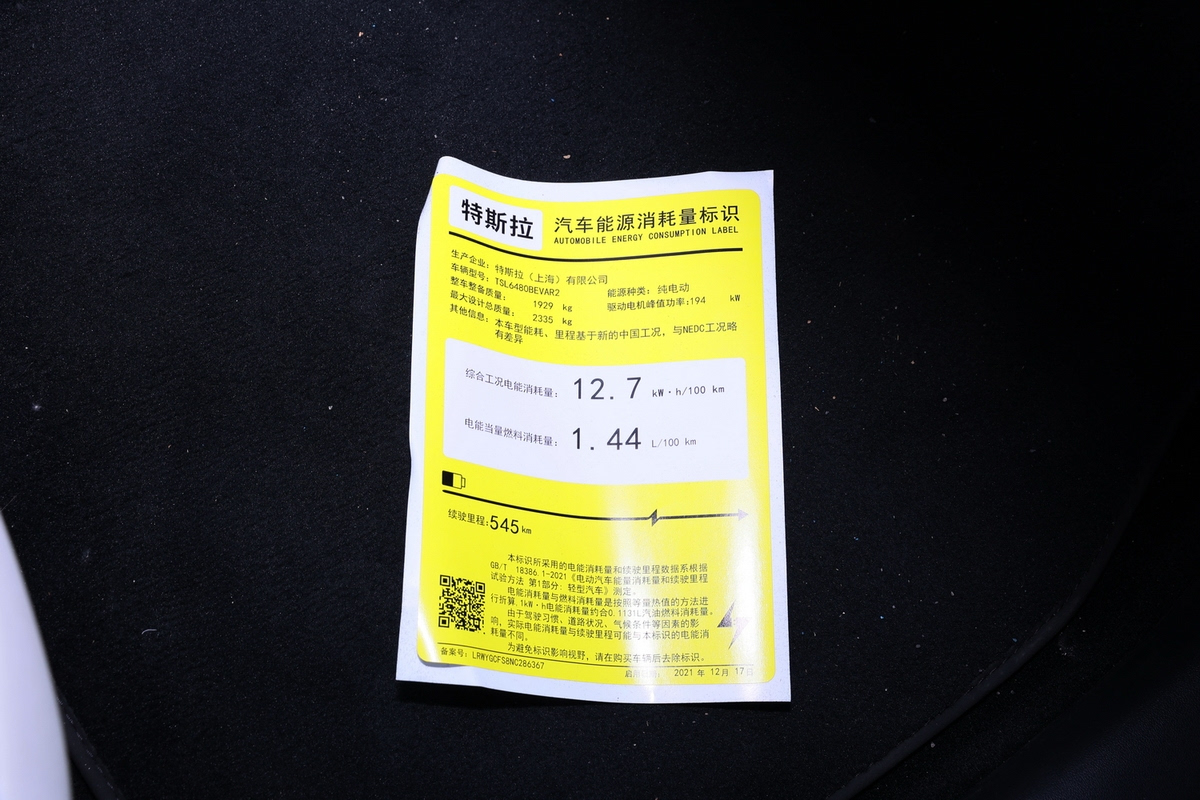 特斯拉
汽车能源消耗量标识
AUTOMOBILE ENERGY CONSUMPTION LABEL
生产企业：特斯拉（上海）有限公司
车辆型号：TSL6480BEVAR2 能源种类：纯电动
整车整备质量： 1929 kg 驱动电机峰值功率：194 kW
最大设计总质量： 2335 kg
其他信息：本车型能耗、里程基于新的中国工况，与NEDC工况略
有差异
综合工况电能消耗量： 12.7 kW·h/100 km
电能当量燃料消耗量： 1.44 L/100 km
续驶里程：545km
本标识所采用的电能消耗量和续驶里程数据系根据
GB/T 18386.1-2021《电动汽车能量消耗量和续驶里程
试验方法 第1部分：轻型汽车》测定。
电能消耗量与燃料消耗量是按照等量热值的方法进
行折算，1kW·h电能消耗量约合0.1131L汽油燃料消耗量。
由于驾驶习惯、道路状况、气候条件等因素的影
响，实际电能消耗量与续驶里程可能与本标识的电能消
耗量不同。
为避免标识影响视野，请在购买车辆后去除标识。
备案号：LRWYGCFS8NC286367
启用 2021 年 12 月 17 日